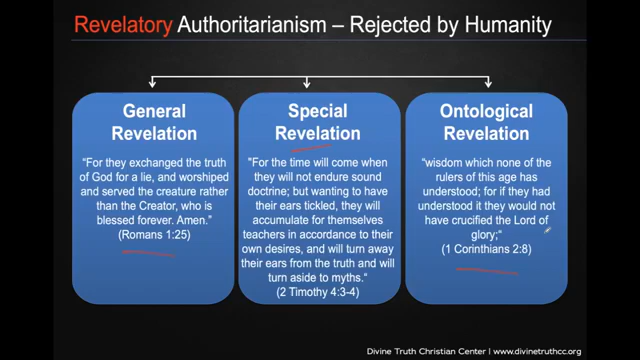 Revelatory Authoritarianism – Rejected by Humanity
General
Revelation
“For they exchanged the truth
of God for a lie, and worshiped
and served the creature rather
than the Creator, who is
blessed forever. Amen.”
(Romans 1:25)
Special
Revelation
"For the time will come when
they will not endure sound
doctrine; but wanting to have
their ears tickled, they will
accumulate for themselves
teachers in accordance to their
own desires, and will turn away
their ears from the truth and will
turn aside to myths.“
(2 Timothy 4:3-4)
Ontological
Revelation
“wisdom which none of the
rulers of this age has
understood; for if they had
understood it they would not
have crucified the Lord of
glory;“
(1 Corinthians 2:8)
Divine Truth Christian Center | www.divinetruthcc.org